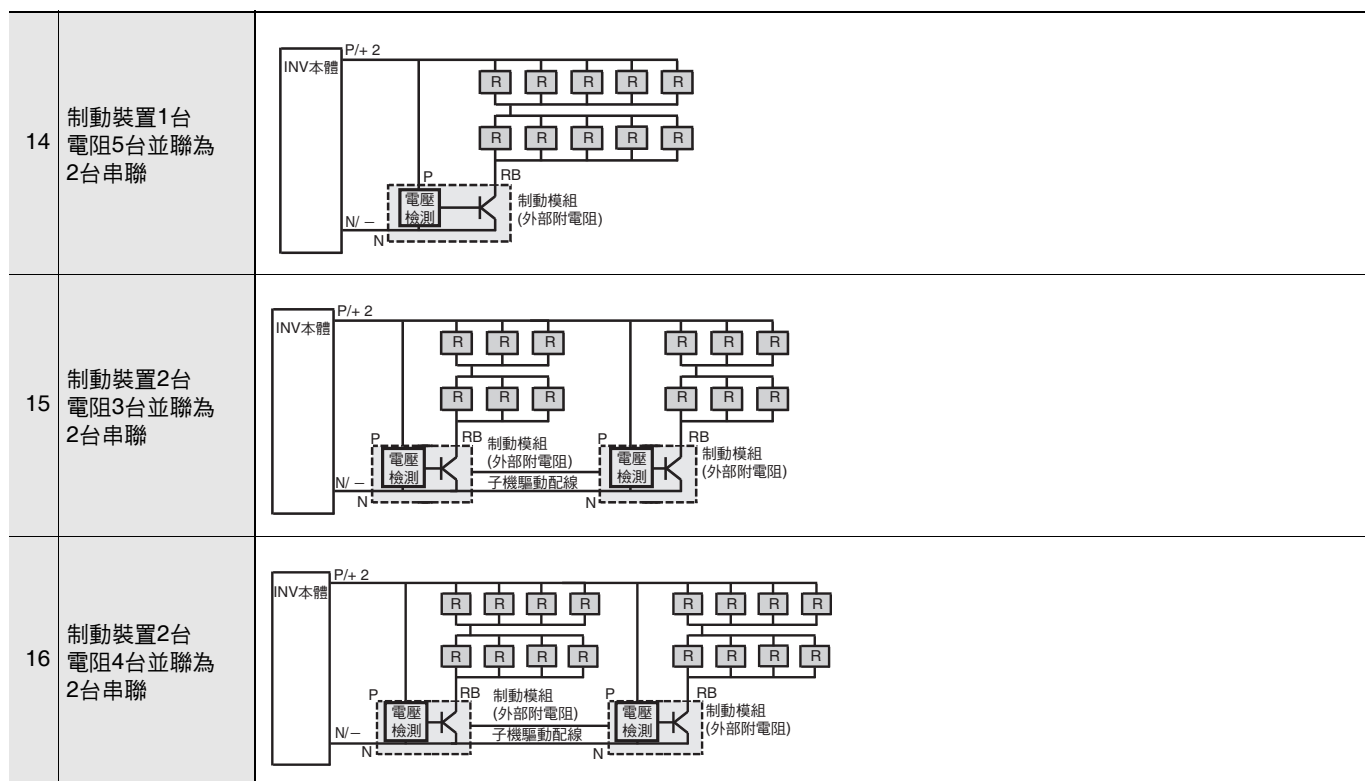 14
制動裝置1台
電阻5台並聯為
2台串聯
INV本體
P/+ 2
R R R R R
R R R R R
P
RB
電壓
檢測
制動模組
(外部附電阻)
N/ −
N
15
制動裝置2台
電阻3台並聯為
2台串聯
INV本體
P/+ 2
R R R R R R
R R R R R R
P
RB
電壓
檢測
制動模組
(外部附電阻)
子機驅動配線
P
RB
電壓
檢測
制動模組
(外部附電阻)
N/ −
N
N
16
制動裝置2台
電阻4台並聯為
2台串聯
INV本體
P/+ 2
R R R R R R R R
R R R R R R R R
P
RB
電壓
檢測
制動模組
(外部附電阻)
子機驅動配線
P
RB
電壓
檢測
制動模組
(外部附電阻)
N/−
N
N